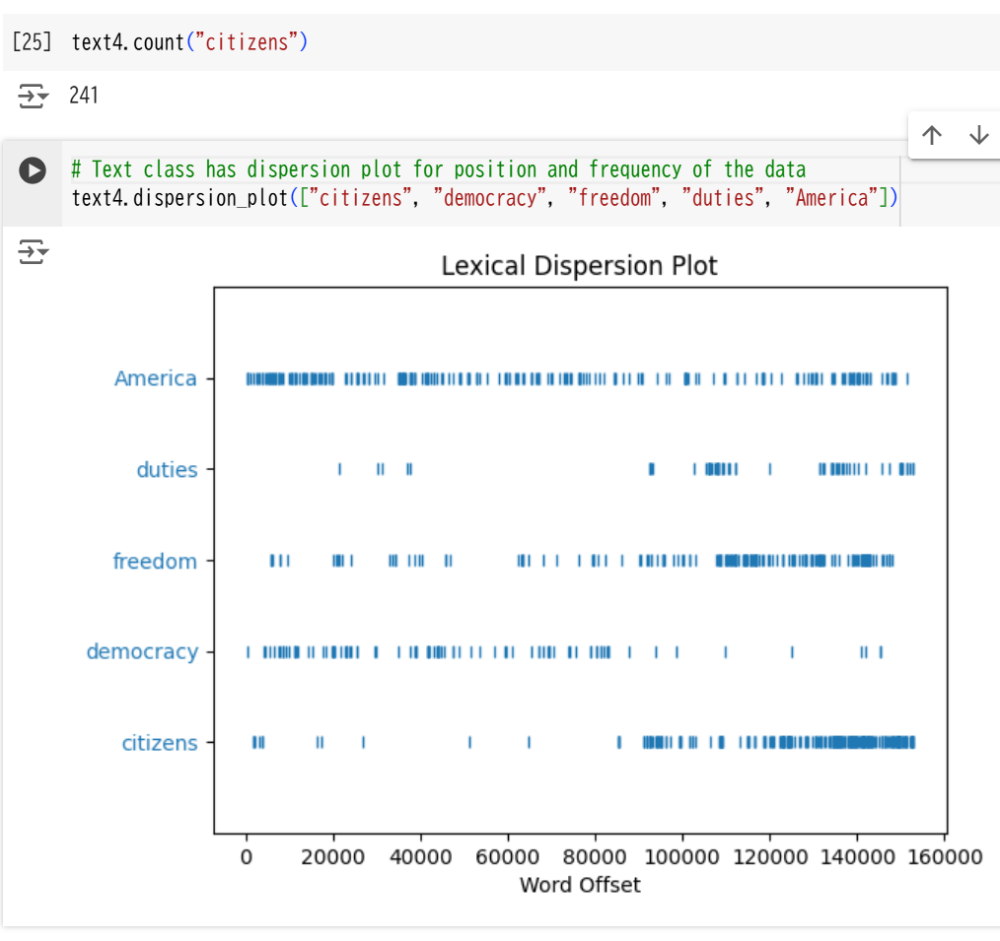 [25] text4.count("citizens")
241
# Text class has dispersion plot for position and frequency of the data
text4.dispersion_plot(["citizens", "democracy", "freedom", "duties", "America"])
Lexical Dispersion Plot
America
duties
freedom
democracy
citizens
0 20000 40000 60000 80000 100000 120000 140000 160000
Word Offset